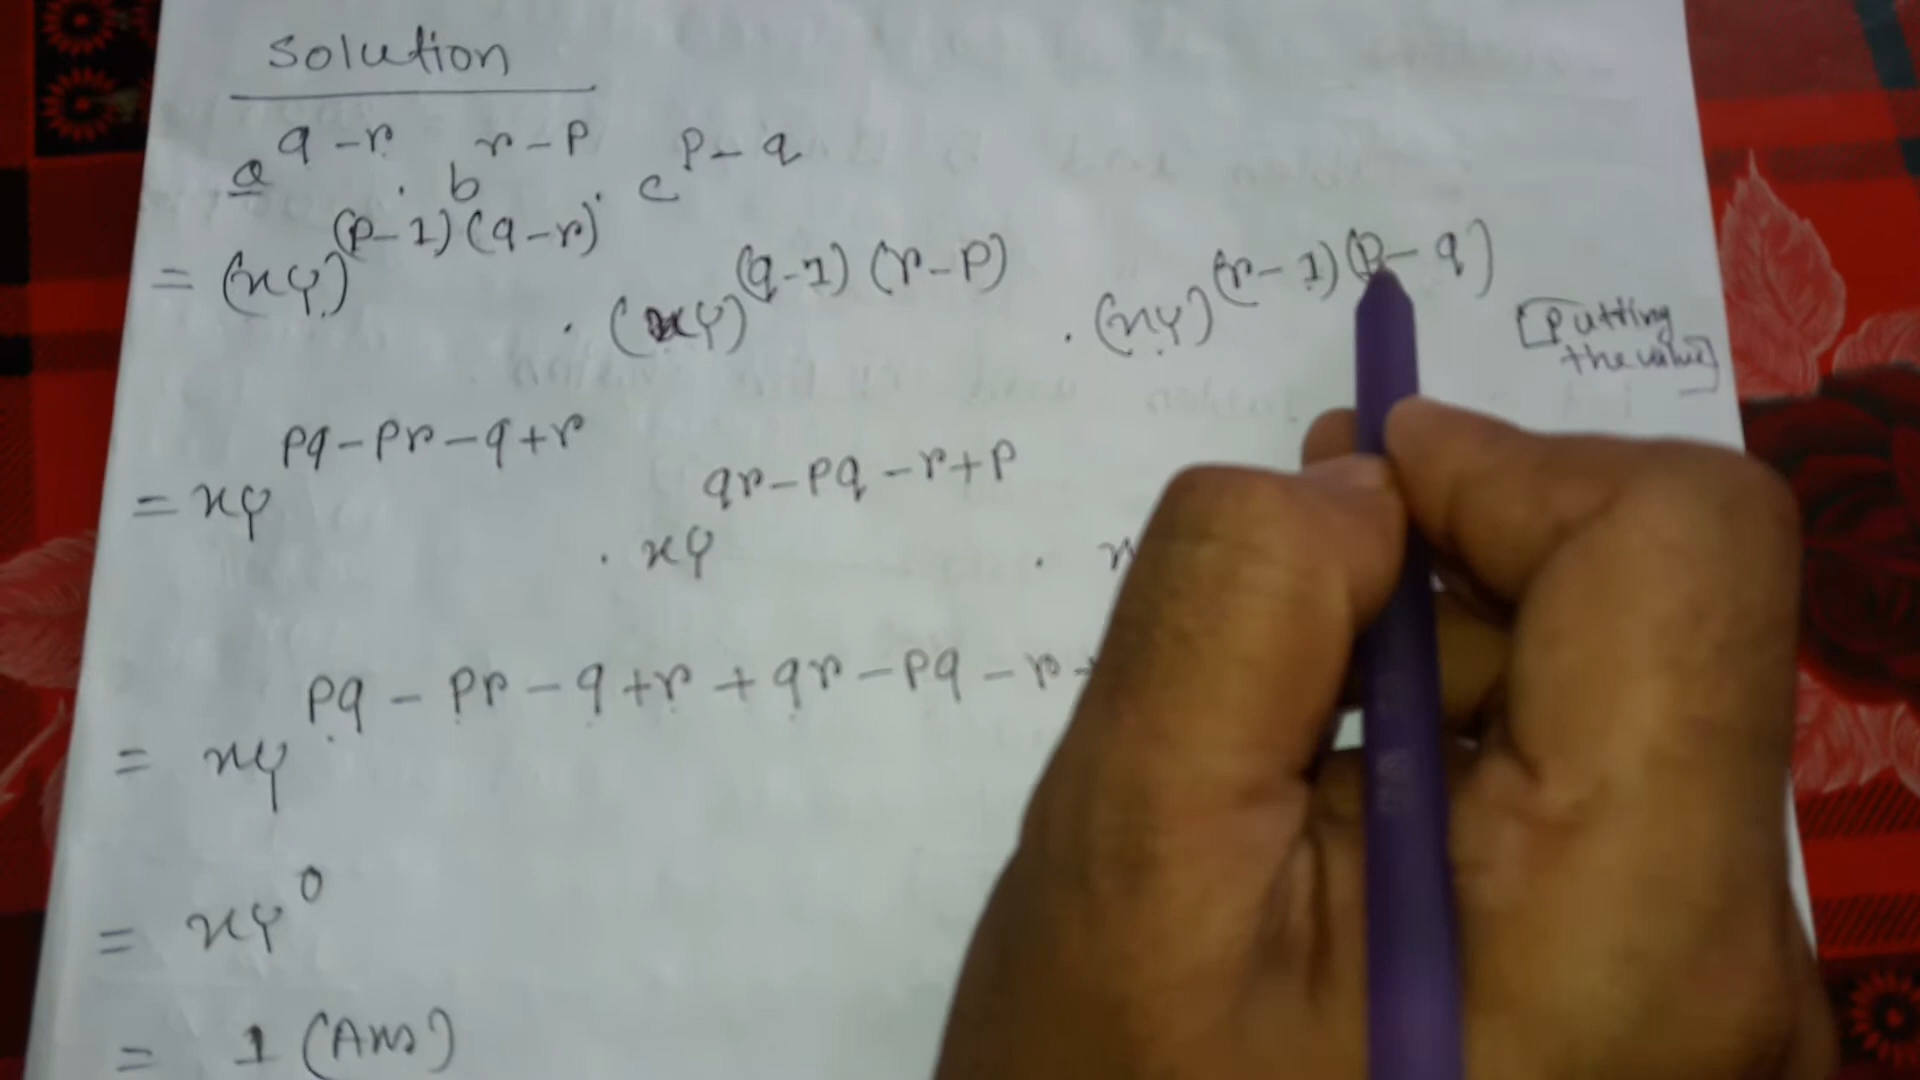 Solution
a^(q-r) . b^(r-p) . c^(p-q)
= (xy)^((p-1)(q-r)) . (xy)^((q-1)(r-p)) . (xy)^((r-1)(p-q)) [Putting the value]
= xy^(pq-pr-q+r) . xy^(qr-pq-r+p) . x
= xy^(pq-pr-q+r+qr-pq-r+
= xy^0
= 1 (Ans)